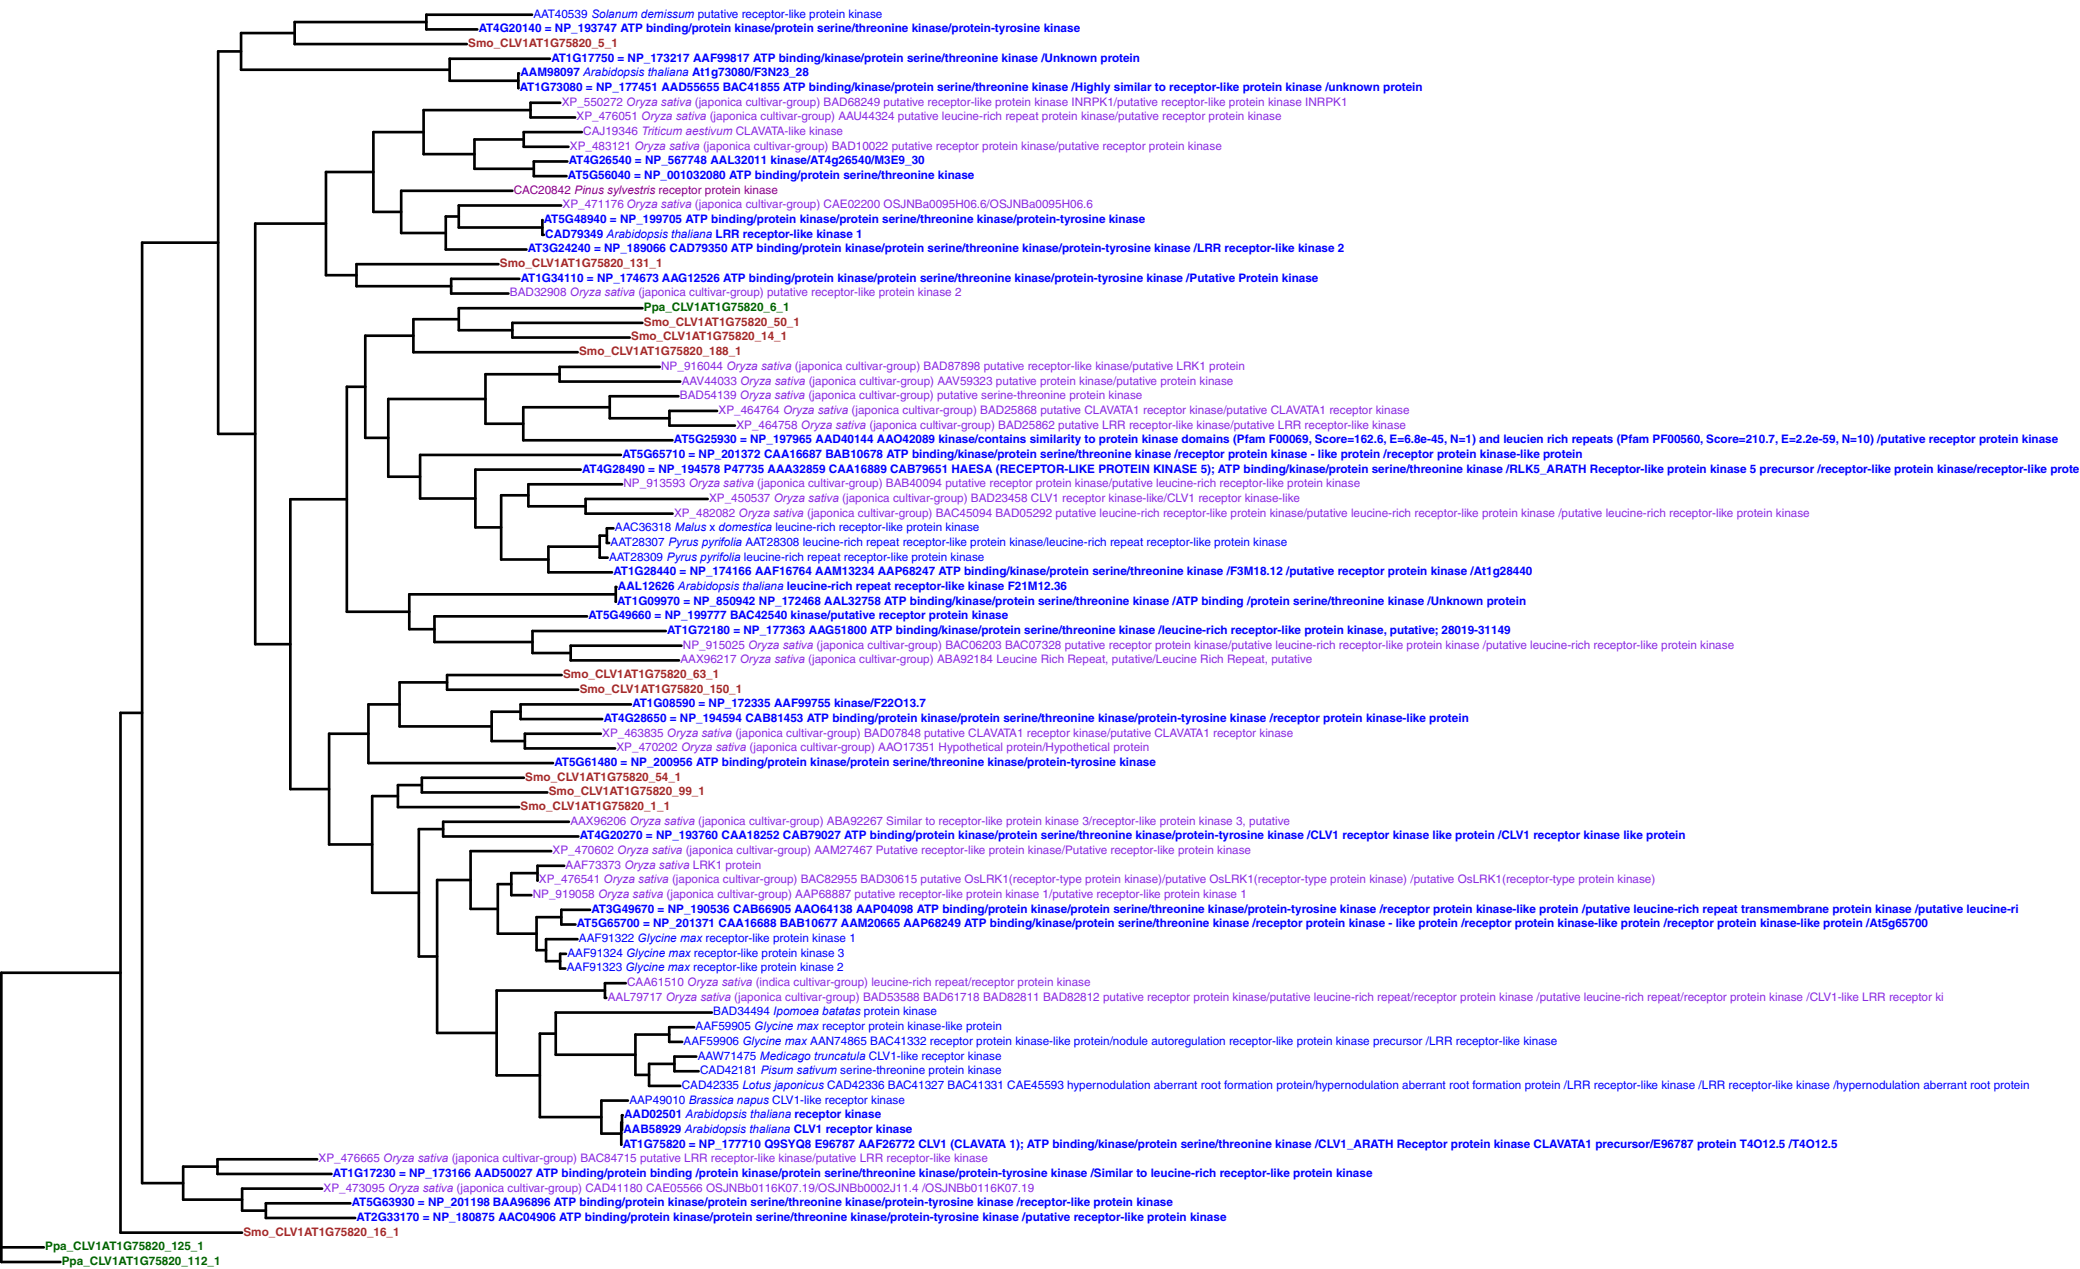 AAT40539 Solanum demissum putative receptor-like protein kinase
AT4G20140 = NP_193747 ATP binding/protein kinase/protein serine/threonine kinase/protein-tyrosine kinase
Smo_CLV1AT1G75820_5_1
AT1G17750 = NP_173217 AAF99817 ATP binding/kinase/protein serine/threonine kinase /Unknown protein
AAM98097 Arabidopsis thaliana At1g73080/F3N23_28
AT1G73080 = NP_177451 AAD55655 BAC41855 ATP binding/kinase/protein serine/threonine kinase /Highly similar to receptor-like protein kinase /unknown protein
XP_550272 Oryza sativa (japonica cultivar-group) BAD68249 putative receptor-like protein kinase INRPK1/putative receptor-like protein kinase INRPK1
XP_476051 Oryza sativa (japonica cultivar-group) AAU44324 putative leucine-rich repeat protein kinase/putative receptor protein kinase
CAJ19346 Triticum aestivum CLAVATA-like kinase
XP_483121 Oryza sativa (japonica cultivar-group) BAD10022 putative receptor protein kinase/putative receptor protein kinase
AT4G26540 = NP_567748 AAL32011 kinase/AT4g26540/M3E9_30
AT5G56040 = NP_001032080 ATP binding/protein serine/threonine kinase
CAC20842 Pinus sylvestris receptor protein kinase
XP_471176 Oryza sativa (japonica cultivar-group) CAE02200 OSJNBa0095H06.6/OSJNBa0095H06.6
AT5G48940 = NP_199705 ATP binding/protein kinase/protein serine/threonine kinase/protein-tyrosine kinase
CAD79349 Arabidopsis thaliana LRR receptor-like kinase 1
AT3G24240 = NP_189066 CAD79350 ATP binding/protein kinase/protein serine/threonine kinase/protein-tyrosine kinase /LRR receptor-like kinase 2
Smo_CLV1AT1G75820_131_1
AT1G34110 = NP_174673 AAG12526 ATP binding/protein kinase/protein serine/threonine kinase/protein-tyrosine kinase /Putative Protein kinase
BAD32908 Oryza sativa (japonica cultivar-group) putative receptor-like protein kinase 2
Ppa_CLV1AT1G75820_6_1
Smo_CLV1AT1G75820_50_1
Smo_CLV1AT1G75820_14_1
Smo_CLV1AT1G75820_188_1
NP_916044 Oryza sativa (japonica cultivar-group) BAD87898 putative receptor-like kinase/putative LRK1 protein
AAV44033 Oryza sativa (japonica cultivar-group) AAV59323 putative protein kinase/putative protein kinase
BAD54139 Oryza sativa (japonica cultivar-group) putative serine-threonine protein kinase
XP_464764 Oryza sativa (japonica cultivar-group) BAD25868 putative CLAVATA1 receptor kinase/putative CLAVATA1 receptor kinase
XP_464758 Oryza sativa (japonica cultivar-group) BAD25862 putative LRR receptor-like kinase/putative LRR receptor-like kinase
AT5G25930 = NP_197965 AAD40144 AAO42089 kinase/contains similarity to protein kinase domains (Pfam F00069, Score=162.6, E=6.8e-45, N=1) and leucien rich repeats (Pfam PF00560, Score=210.7, E=2.2e-59, N=10) /putative receptor protein kinase
AT5G65710 = NP_201372 CAA16687 BAB10678 ATP binding/kinase/protein serine/threonine kinase /receptor protein kinase - like protein /receptor protein kinase-like protein
AT4G28490 = NP_194578 P47735 AAA32859 CAA16889 CAB79651 HAESA (RECEPTOR-LIKE PROTEIN KINASE 5); ATP binding/kinase/protein serine/threonine kinase /RLK5_ARATH Receptor-like protein kinase 5 precursor /receptor-like protein kinase/receptor-like prote
NP_913593 Oryza sativa (japonica cultivar-group) BAB40094 putative receptor protein kinase/putative leucine-rich receptor-like protein kinase
XP_450537 Oryza sativa (japonica cultivar-group) BAD23458 CLV1 receptor kinase-like/CLV1 receptor kinase-like
XP_482082 Oryza sativa (japonica cultivar-group) BAC45094 BAD05292 putative leucine-rich receptor-like protein kinase/putative leucine-rich receptor-like protein kinase /putative leucine-rich receptor-like protein kinase
AAC36318 Malus x domestica leucine-rich receptor-like protein kinase
AAT28307 Pyrus pyrifolia AAT28308 leucine-rich repeat receptor-like protein kinase/leucine-rich repeat receptor-like protein kinase
AAT28309 Pyrus pyrifolia leucine-rich repeat receptor-like protein kinase
AT1G28440 = NP_174166 AAF16764 AAM13234 AAP68247 ATP binding/kinase/protein serine/threonine kinase /F3M18.12 /putative receptor protein kinase /At1g28440
AAL12626 Arabidopsis thaliana leucine-rich repeat receptor-like kinase F21M12.36
AT1G09970 = NP_850942 NP_172468 AAL32758 ATP binding/kinase/protein serine/threonine kinase /ATP binding /protein serine/threonine kinase /Unknown protein
AT5G49660 = NP_199777 BAC42540 kinase/putative receptor protein kinase
AT1G72180 = NP_177363 AAG51800 ATP binding/kinase/protein serine/threonine kinase /leucine-rich receptor-like protein kinase, putative; 28019-31149
NP_915025 Oryza sativa (japonica cultivar-group) BAC06203 BAC07328 putative receptor protein kinase/putative leucine-rich receptor-like protein kinase /putative leucine-rich receptor-like protein kinase
AAX96217 Oryza sativa (japonica cultivar-group) ABA92184 Leucine Rich Repeat, putative/Leucine Rich Repeat, putative
Smo_CLV1AT1G75820_63_1
Smo_CLV1AT1G75820_150_1
AT1G08590 = NP_172335 AAF99755 kinase/F22O13.7
AT4G28650 = NP_194594 CAB81453 ATP binding/protein kinase/protein serine/threonine kinase/protein-tyrosine kinase /receptor protein kinase-like protein
XP_463835 Oryza sativa (japonica cultivar-group) BAD07848 putative CLAVATA1 receptor kinase/putative CLAVATA1 receptor kinase
XP_470202 Oryza sativa (japonica cultivar-group) AAO17351 Hypothetical protein/Hypothetical protein
AT5G61480 = NP_200956 ATP binding/protein kinase/protein serine/threonine kinase/protein-tyrosine kinase
Smo_CLV1AT1G75820_54_1
Smo_CLV1AT1G75820_99_1
Smo_CLV1AT1G75820_1_1
AAX96206 Oryza sativa (japonica cultivar-group) ABA92267 Similar to receptor-like protein kinase 3/receptor-like protein kinase 3, putative
AT4G20270 = NP_193760 CAA18252 CAB79027 ATP binding/protein kinase/protein serine/threonine kinase/protein-tyrosine kinase /CLV1 receptor kinase like protein /CLV1 receptor kinase like protein
XP_470602 Oryza sativa (japonica cultivar-group) AAM27467 Putative receptor-like protein kinase/Putative receptor-like protein kinase
AAF73373 Oryza sativa LRK1 protein
XP_476541 Oryza sativa (japonica cultivar-group) BAC82955 BAD30615 putative OsLRK1(receptor-type protein kinase)/putative OsLRK1(receptor-type protein kinase) /putative OsLRK1(receptor-type protein kinase)
NP_919058 Oryza sativa (japonica cultivar-group) AAP68887 putative receptor-like protein kinase 1/putative receptor-like protein kinase 1
AT3G49670 = NP_190536 CAB66905 AAO64138 AAP04098 ATP binding/protein kinase/protein serine/threonine kinase/protein-tyrosine kinase /receptor protein kinase-like protein /putative leucine-rich repeat transmembrane protein kinase /putative leucine-ri
AT5G65700 = NP_201371 CAA16688 BAB10677 AAM20665 AAP68249 ATP binding/kinase/protein serine/threonine kinase /receptor protein kinase - like protein /receptor protein kinase-like protein /receptor protein kinase-like protein /At5g65700
AAF91322 Glycine max receptor-like protein kinase 1
AAF91324 Glycine max receptor-like protein kinase 3
AAF91323 Glycine max receptor-like protein kinase 2
CAA61510 Oryza sativa (indica cultivar-group) leucine-rich repeat/receptor protein kinase
AAL79717 Oryza sativa (japonica cultivar-group) BAD53588 BAD61718 BAD82811 BAD82812 putative receptor protein kinase/putative leucine-rich repeat/receptor protein kinase /putative leucine-rich repeat/receptor protein kinase /CLV1-like LRR receptor ki
BAD34494 Ipomoea batatas protein kinase
AAF59905 Glycine max receptor protein kinase-like protein
AAF59906 Glycine max AAN74865 BAC41332 receptor protein kinase-like protein/nodule autoregulation receptor-like protein kinase precursor /LRR receptor-like kinase
AAW71475 Medicago truncatula CLV1-like receptor kinase
CAD42181 Pisum sativum serine-threonine protein kinase
CAD42335 Lotus japonicus CAD42336 BAC41327 BAC41331 CAE45593 hypernodulation aberrant root formation protein/hypernodulation aberrant root formation protein /LRR receptor-like kinase /LRR receptor-like kinase /hypernodulation aberrant root protein
AAP49010 Brassica napus CLV1-like receptor kinase
AAD02501 Arabidopsis thaliana receptor kinase
AAB58929 Arabidopsis thaliana CLV1 receptor kinase
AT1G75820 = NP_177710 Q9SYQ8 E96787 AAF26772 CLV1 (CLAVATA 1); ATP binding/kinase/protein serine/threonine kinase /CLV1_ARATH Receptor protein kinase CLAVATA1 precursor/E96787 protein T4O12.5 /T4O12.5
XP_476665 Oryza sativa (japonica cultivar-group) BAC84715 putative LRR receptor-like kinase/putative LRR receptor-like kinase
AT1G17230 = NP_173166 AAD50027 ATP binding/protein binding /protein kinase/protein serine/threonine kinase/protein-tyrosine kinase /Similar to leucine-rich receptor-like protein kinase
XP_473095 Oryza sativa (japonica cultivar-group) CAD41180 CAE05566 OSJNBb0116K07.19/OSJNBb0002J11.4 /OSJNBb0116K07.19
AT5G63930 = NP_201198 BAA96896 ATP binding/protein kinase/protein serine/threonine kinase/protein-tyrosine kinase /receptor-like protein kinase
AT2G33170 = NP_180875 AAC04906 ATP binding/protein kinase/protein serine/threonine kinase/protein-tyrosine kinase /putative receptor-like protein kinase
Smo_CLV1AT1G75820_16_1
Ppa_CLV1AT1G75820_125_1
Ppa_CLV1AT1G75820_112_1